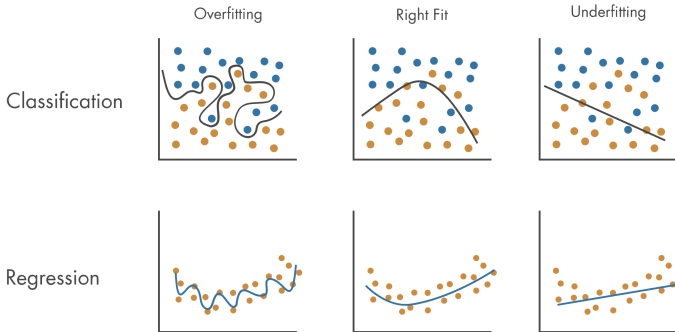 Overfitting
Right Fit
Underfitting
Classification
Regression